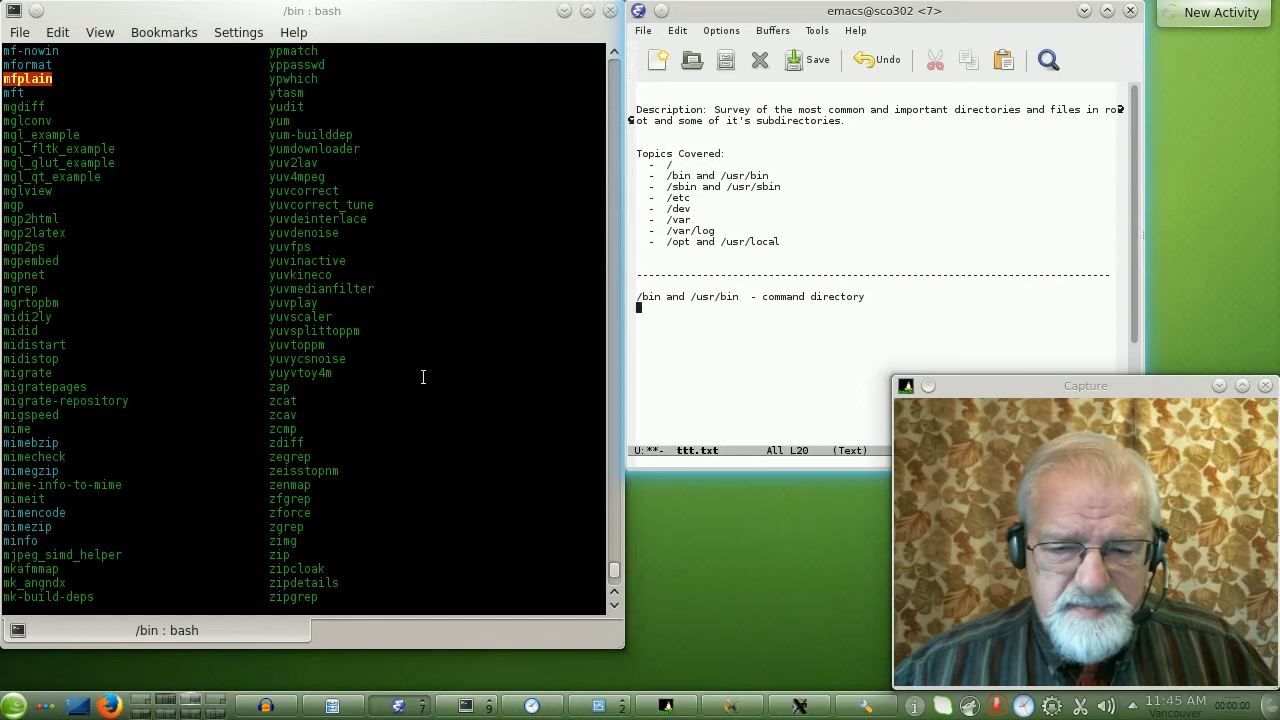 /bin : bash
File Edit View Bookmarks Settings Help
mf-nowin ypmatch
mformat yppasswd
mfplain ypwhich
mft ytasm
mgdiff yudit
mglconv yum
mgl_example yum-builddep
mgl_fltk_example yumdownloader
mgl_glut_example yuv2lav
mgl_qt_example yuv4mpeg
mglview yuvcorrect
mgp yuvcorrect_tune
mgp2html yuvdeinterlace
mgp2latex yuvdenoise
mgp2ps yuvfps
mgpembed yuvinactive
mgpnet yuvkineco
mgrep yuvmedianfilter
mgrtopbm yuvplay
midi2ly yuvscaler
midid yuvsplittoppm
midistart yuvtoppm
midistop yuvycsnoise
migrate yuyvtoy4m
migratepages zap
migrate-repository zcat
migspeed zcav
mime zcmp
mimebzip zdiff
mimecheck zegrep
mimegzip zeisstopnm
mime-info-to-mime zenmap
mimeit zfgrep
mimencode zforce
mimezip zgrep
minfo zimg
mjpeg_simd_helper zip
mkafmmap zipcloak
mk_angndx zipdetails
mk-build-deps zipgrep
/bin : bash
emacs@sco302 <7>
File Edit Options Buffers Tools Help
Save Undo
Description: Survey of the most common and important directories and files in ro
ot and some of it's subdirectories.
Topics Covered:
- /
- /bin and /usr/bin
- /sbin and /usr/sbin
- /etc
- /dev
- /var
- /var/log
- /opt and /usr/local
--------------------------------------------------------------------------------
/bin and /usr/bin - command directory
U:**- ttt.txt All L20 (Text)
New Activity
Capture
7 9 2
11:45 AM
Vancouver
00:00:00